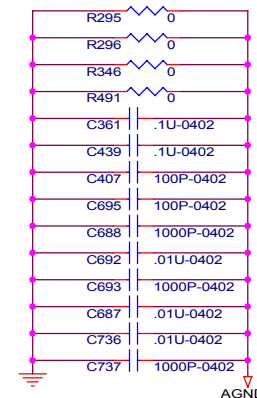 R295 0
R296 0
R346 0
R491 0
C361 .1U-0402
C439 .1U-0402
C407 100P-0402
C695 100P-0402
C688 1000P-0402
C692 .01U-0402
C693 1000P-0402
C687 .01U-0402
C736 .01U-0402
C737 1000P-0402
AGND